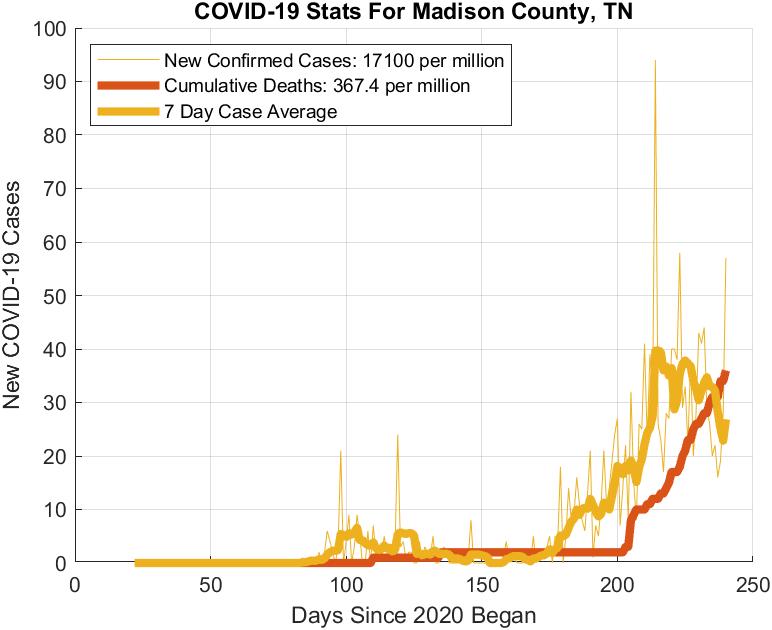 COVID-19 Stats For Madison County, TN
New Confirmed Cases: 17100 per million
Cumulative Deaths: 367.4 per million
7 Day Case Average
100
90
80
70
60
50
40
30
20
10
0
New COVID-19 Cases
0 50 100 150 200 250
Days Since 2020 Began